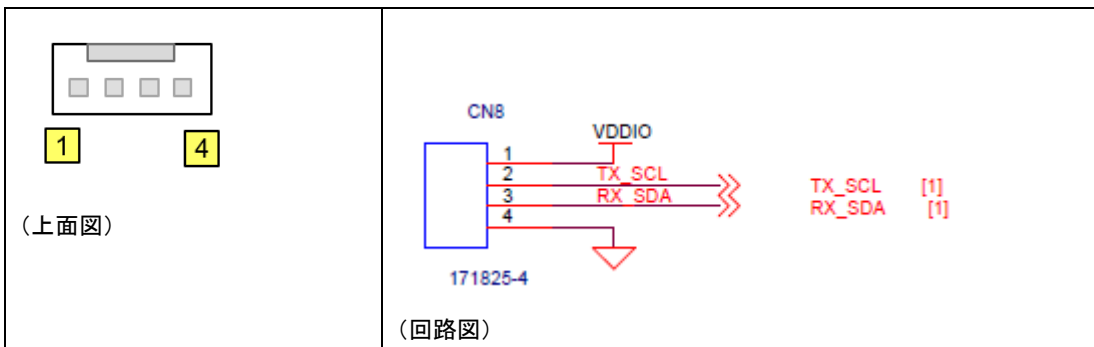 1
4
（上面図）
CN8
VDDIO
1
2
3
4
TX_SCL
RX_SDA
TX_SCL [1]
RX_SDA [1]
171825-4
（回路図）